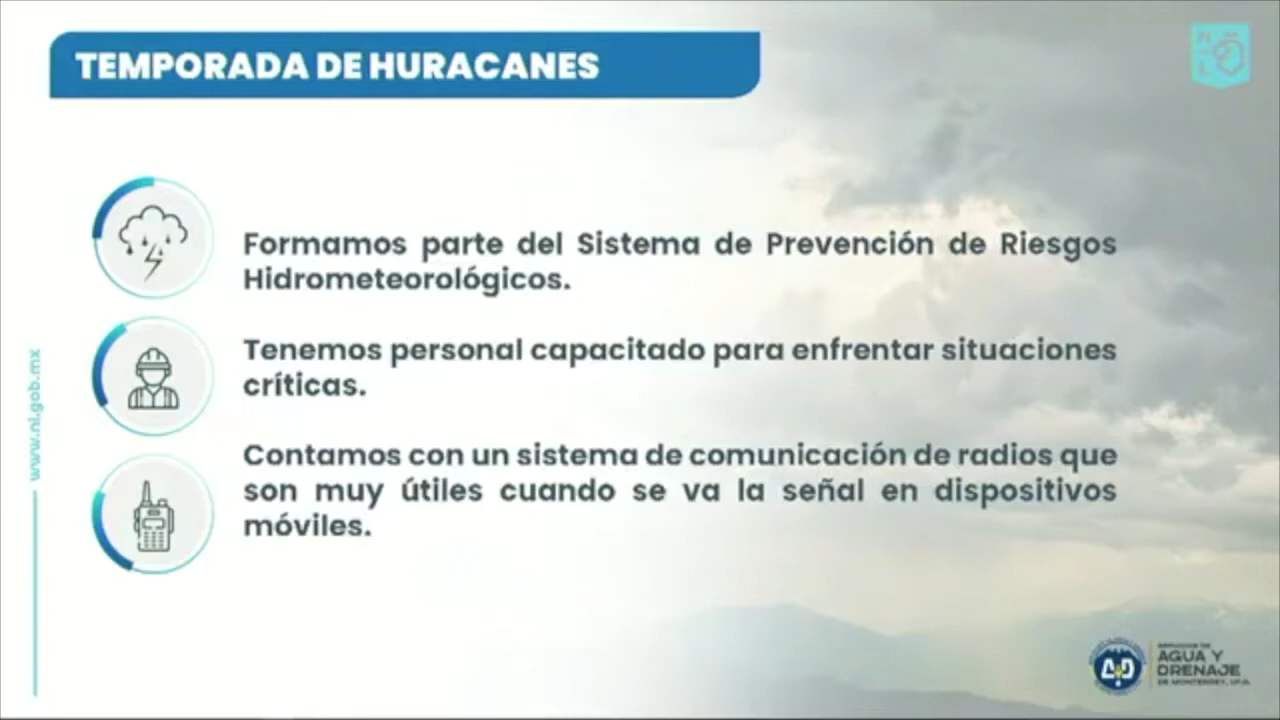 TEMPORADA DE HURACANES
Formamos parte del Sistema de Prevención de Riesgos
Hidrometeorológicos.
Tenemos personal capacitado para enfrentar situaciones
críticas.
Contamos con un sistema de comunicación de radios que
son muy útiles cuando se va la señal en dispositivos
móviles.
www.nl.gob.mx
AGUA Y
DRENAJE
DE MONTERREY,